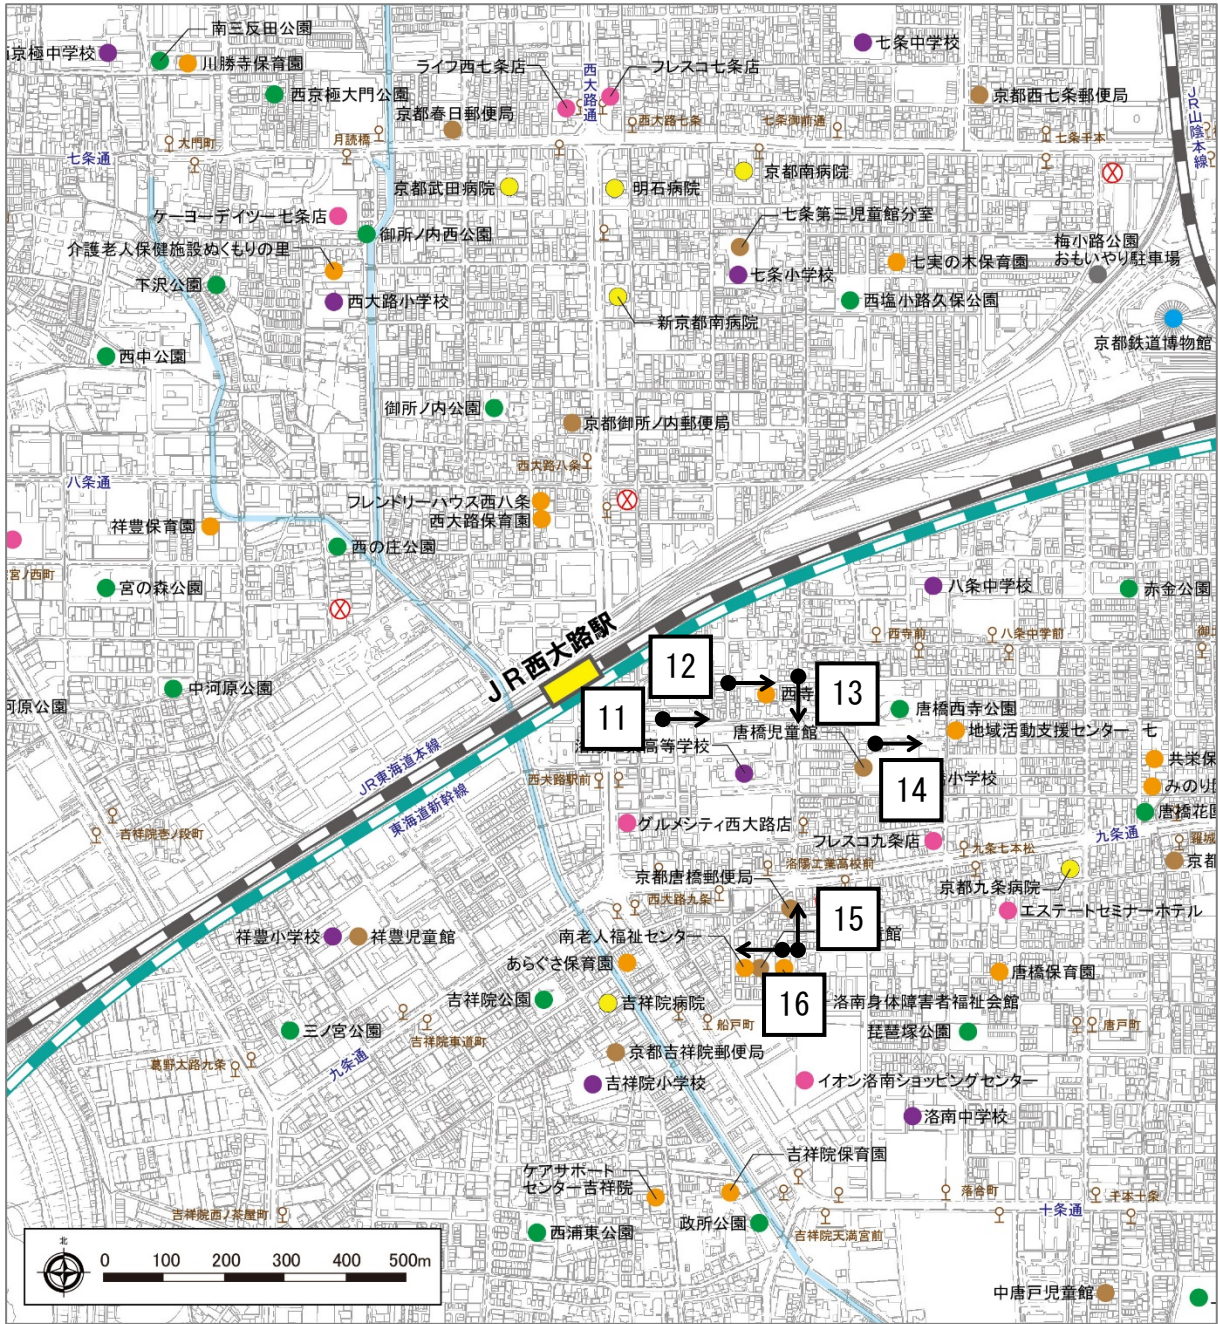 南三反田公園
京極中学校
川勝寺保育園
七条中学校
ライフ西七条店
西大路通
フレスコ七条店
西京極大門公園
京都西七条郵便局
JR山陰本線
京都春日郵便局
月読橋
西大路七条
七条御前通
七条千本
大門町
七条通
京都武田病院
明石病院
京都南病院
ケーヨーデイツー七条店
御所ノ内西公園
七条第三児童館分室
介護老人保健施設ぬくもりの里
梅小路公園
おもいやり駐車場
七実の木保育園
下沢公園
西大路小学校
七条小学校
西塩小路久保公園
新京都南病院
京都鉄道博物館
西中公園
御所ノ内公園
京都御所ノ内郵便局
西大路八条
八条通
フレンドリーハウス西八条
西大路保育園
祥豊保育園
西の庄公園
宮ノ西町
宮の森公園
八条中学校
赤金公園
西寺前
八条中学前
JR西大路駅
12
13
中河原公園
西寺
河原公園
11
唐橋西寺公園
唐橋児童館
地域活動支援センター 七
高等学校
JR東海道本線
14
小学校
共栄保
みのり
西大路駅前
東海道新幹線
唐橋花
吉祥院壱ノ段町
グルメシティ西大路店
フレスコ九条店
九条通
九条七本松
羅城
洛陽工業高校前
京都
京都唐橋郵便局
京都九条病院
西大路九条
エステートセミナーホテル
15
祥豊小学校
祥豊児童館
南老人福祉センター
館
あらぐさ保育園
唐橋保育園
16
吉祥院公園
吉祥院病院
洛南身体障害者福祉会館
船戸町
三ノ宮公園
吉祥院車道町
琵琶塚公園
唐戸町
葛野大路九条
九条通
京都吉祥院郵便局
吉祥院小学校
イオン洛南ショッピングセンター
洛南中学校
吉祥院保育園
ケアサポート
センター吉祥院
落合町
千本十条
吉祥院西ノ茶屋町
十条通
西浦東公園
政所公園
吉祥院天満宮前
北
0 100 200 300 400 500m
中唐戸児童館